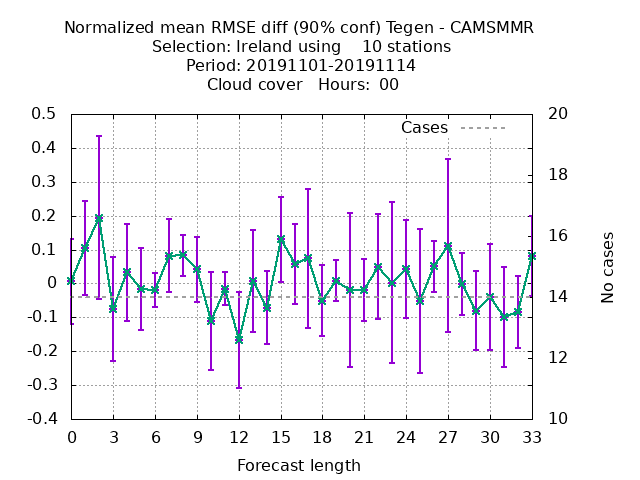 Normalized mean RMSE diff (90% conf) Tegen - CAMSMMR
Selection: Ireland using    10 stations
Period: 20191101-20191114
Cloud cover   Hours:  00
Cases
0.5
0.4
0.3
0.2
0.1
0
-0.1
-0.2
-0.3
-0.4
20
18
16
14
12
10
No cases
0 3 6 9 12 15 18 21 24 27 30 33
Forecast length